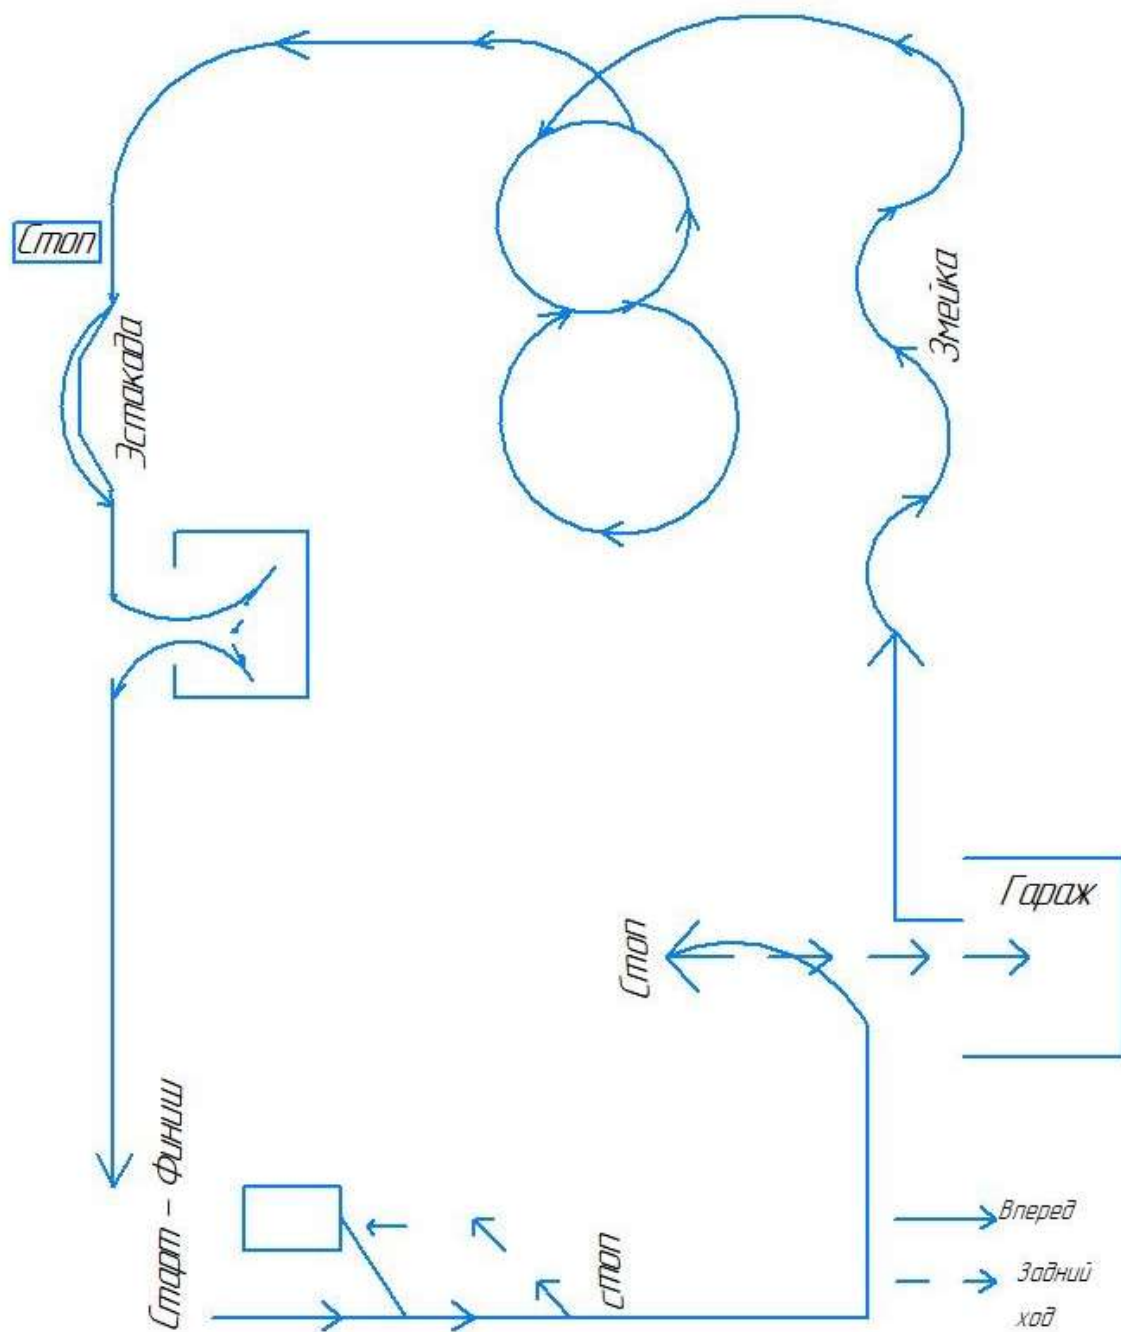 Стоп
Эстакада
Змейка
Гараж
Стоп
Старт - Финиш
стоп
Вперед
Задний
ход